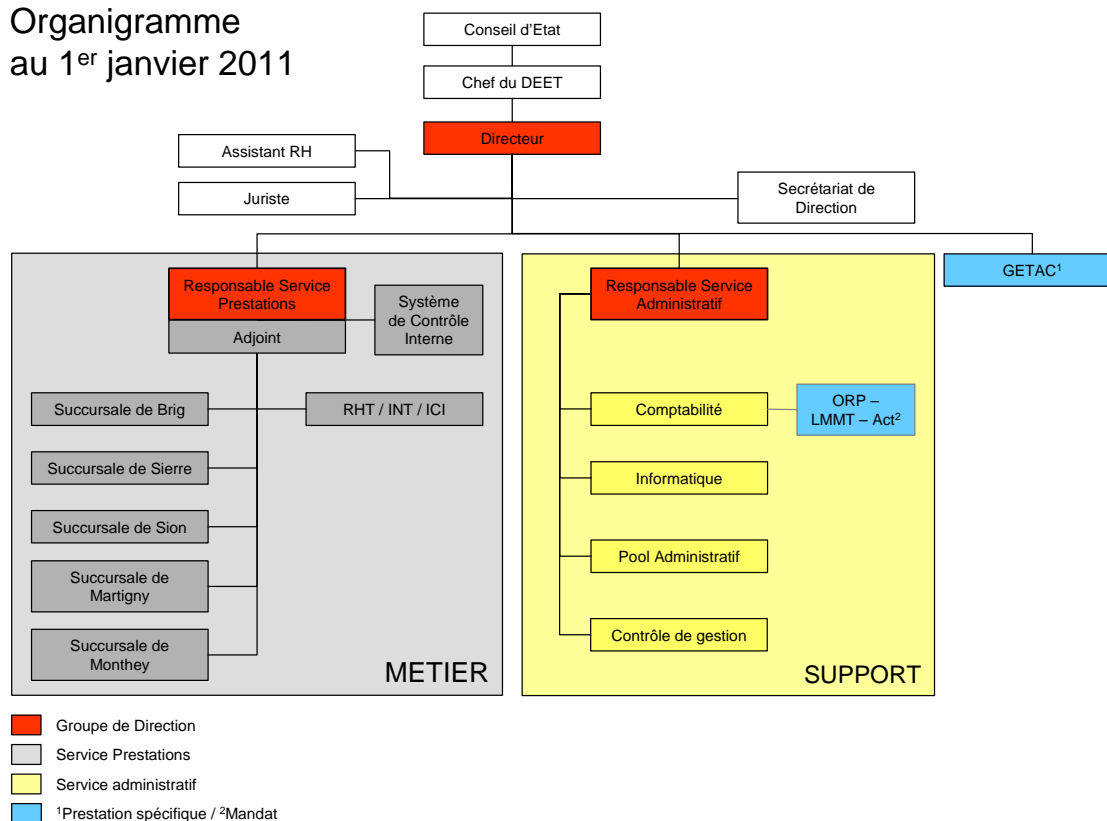 Organigramme
au 1er janvier 2011
Conseil d'Etat
Chef du DEET
Directeur
Assistant RH
Juriste
Secrétariat de
Direction
GETAC¹
Responsable Service
Prestations
Adjoint
Système
de Contrôle
Interne
Succursale de Brig
RHT / INT / ICI
Succursale de Sierre
Succursale de Sion
Succursale de
Martigny
Succursale de
Monthey
METIER
Responsable Service
Administratif
Comptabilité
ORP –
LMMT – Act²
Informatique
Pool Administratif
Contrôle de gestion
SUPPORT
Groupe de Direction
Service Prestations
Service administratif
¹Prestation spécifique / ²Mandat